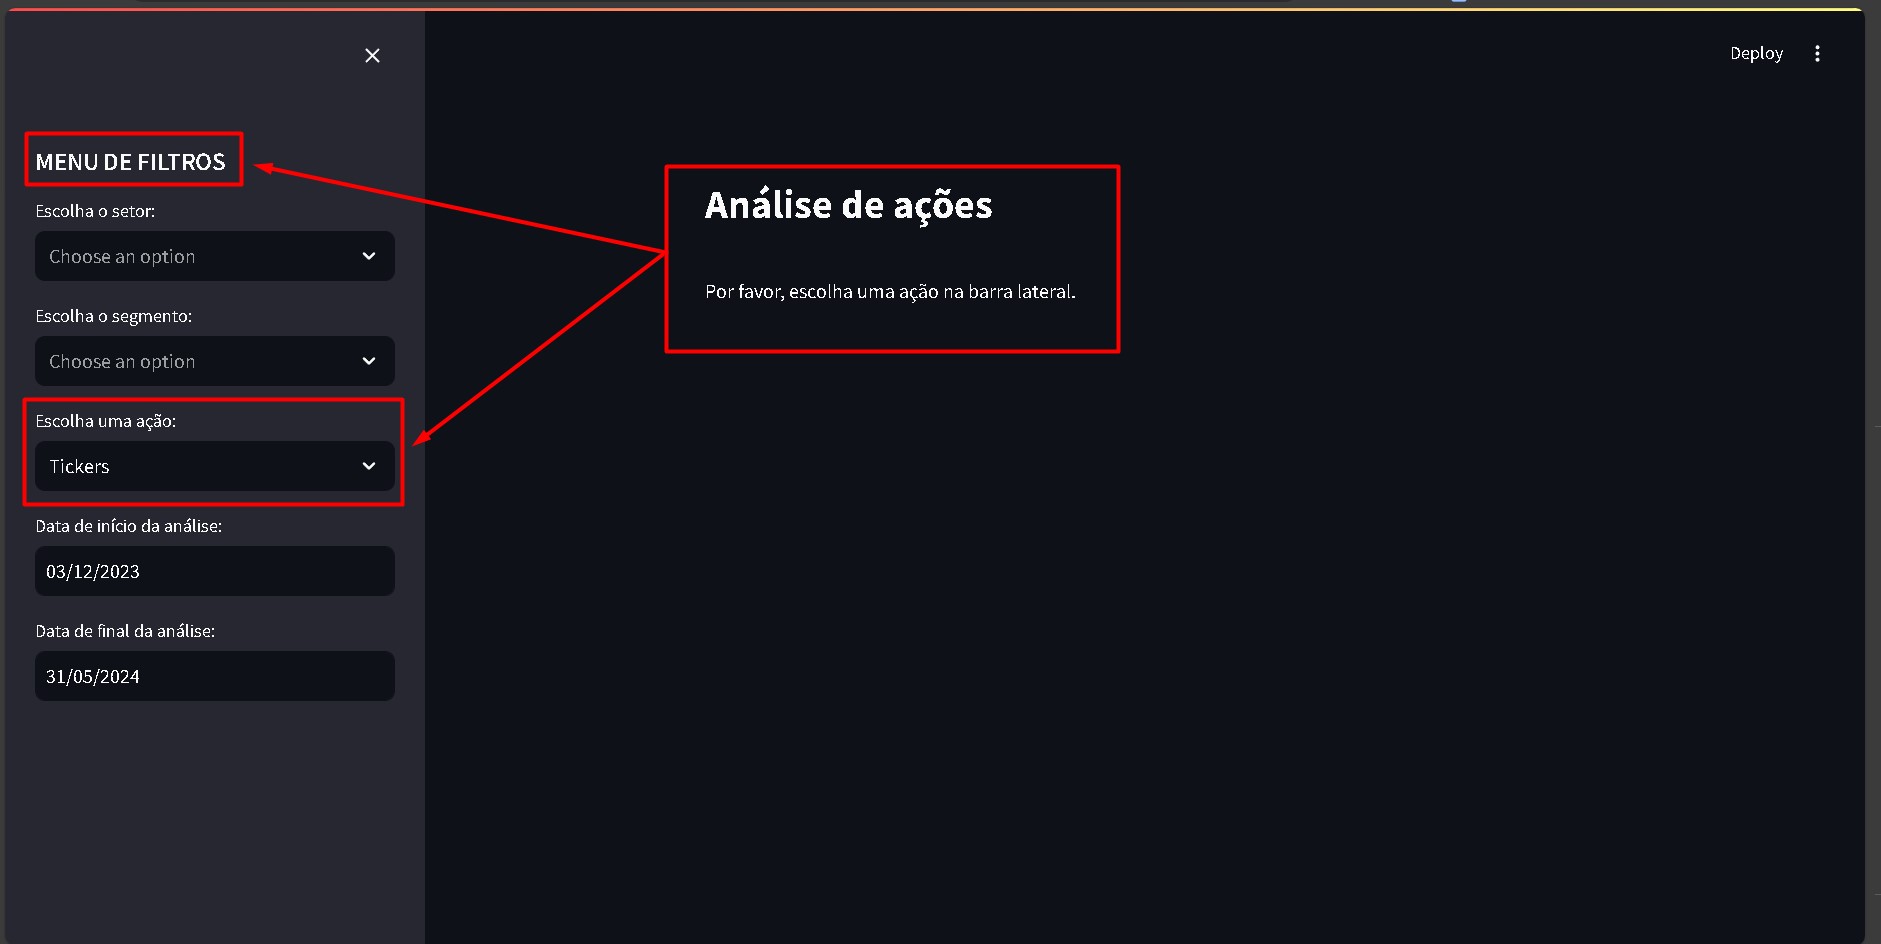 Deploy
MENU DE FILTROS
Escolha o setor:
Choose an option
Escolha o segmento:
Choose an option
Escolha uma ação:
Tickers
Data de início da análise:
03/12/2023
Data de final da análise:
31/05/2024
Análise de ações
Por favor, escolha uma ação na barra lateral.